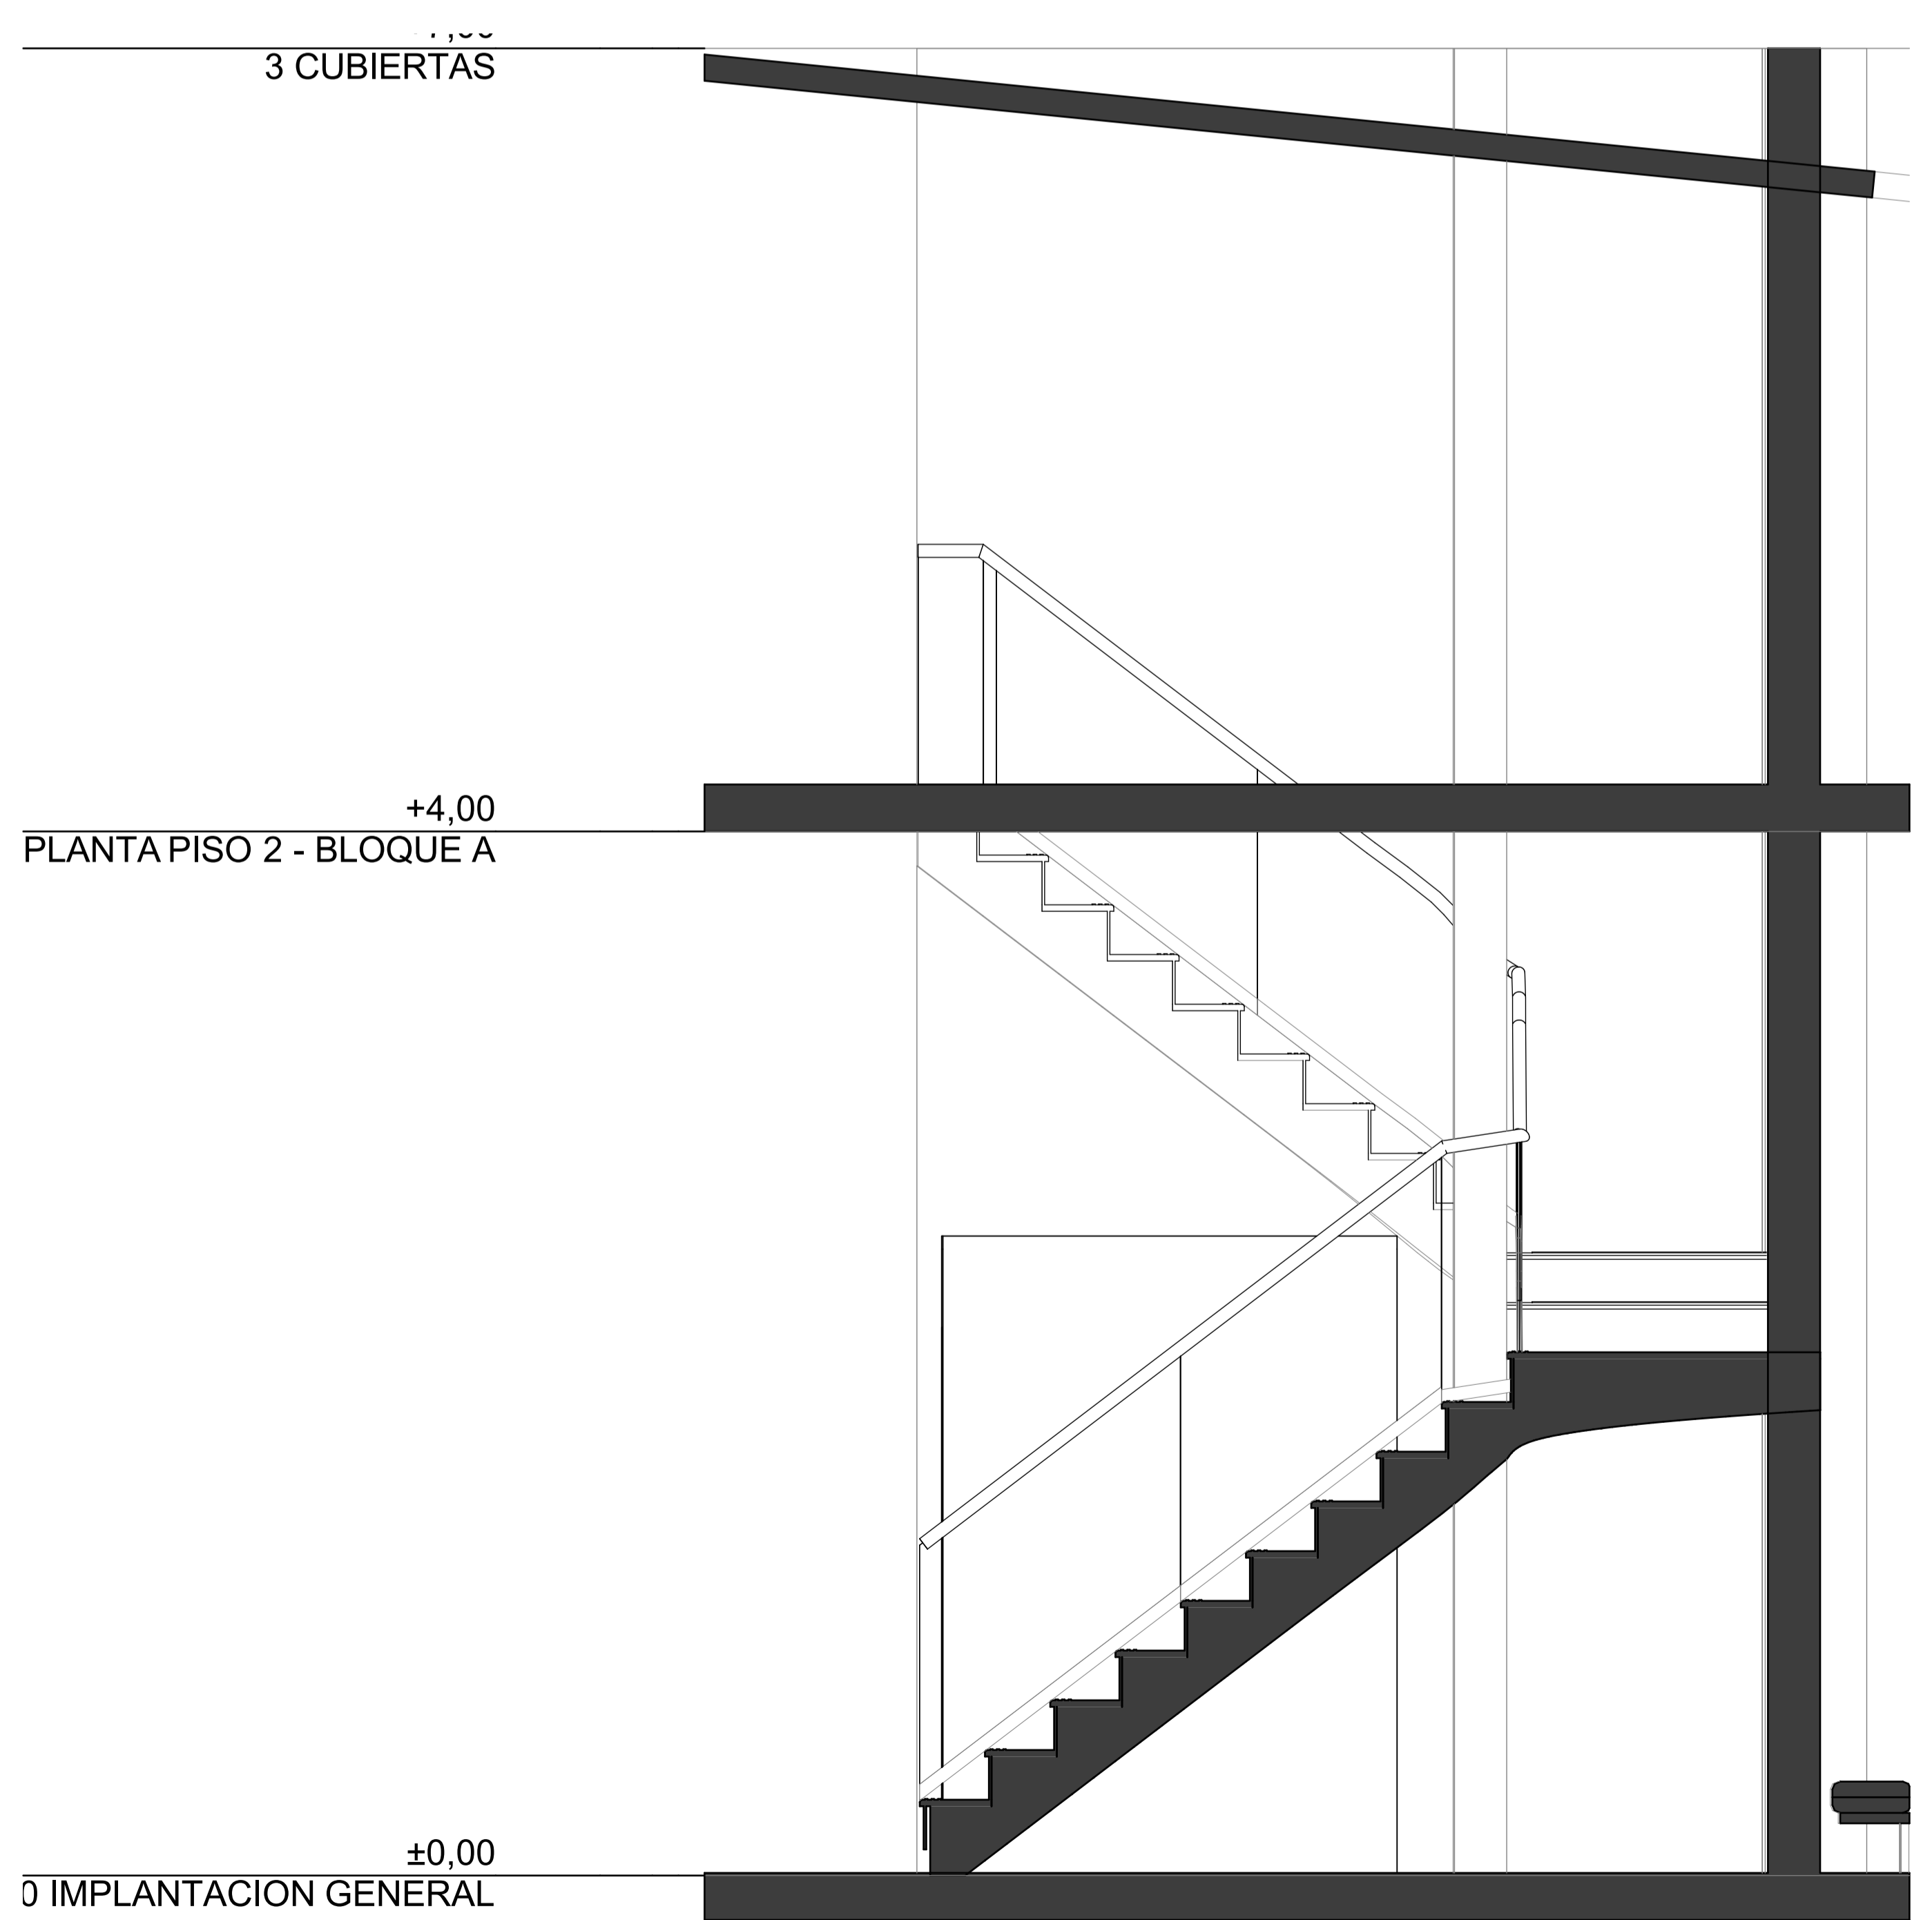 3 CUBIERTAS
+4,00
PLANTA PISO 2 - BLOQUE A
±0,00
0 IMPLANTACION GENERAL